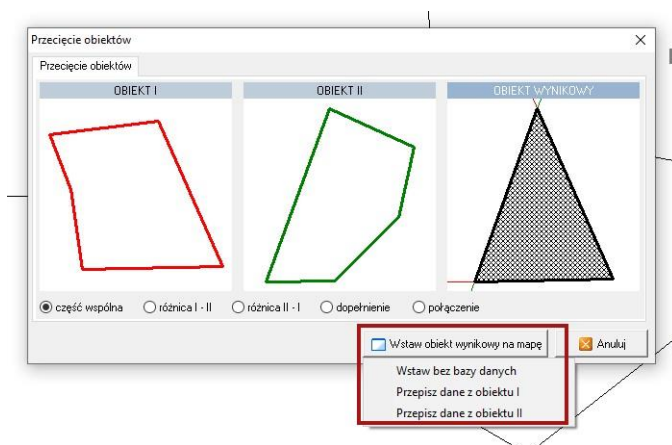 Przecięcie obiektów
Przecięcie obiektów
OBIEKT I
OBIEKT II
OBIEKT WYNIKOWY
część wspólna
różnica I - II
różnica II - I
dopełnienie
połączenie
Wstaw obiekt wynikowy na mapę
Anuluj
Wstaw bez bazy danych
Przepisz dane z obiektu I
Przepisz dane z obiektu II